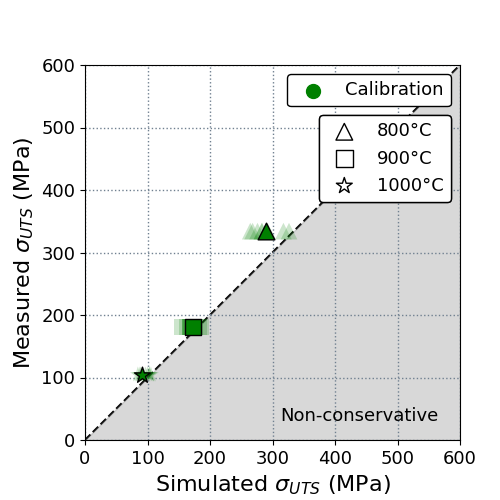 600
500
400
300
200
100
0
Measured σUTS (MPa)
Calibration
800°C
900°C
1000°C
Non-conservative
0 100 200 300 400 500 600
Simulated σUTS (MPa)